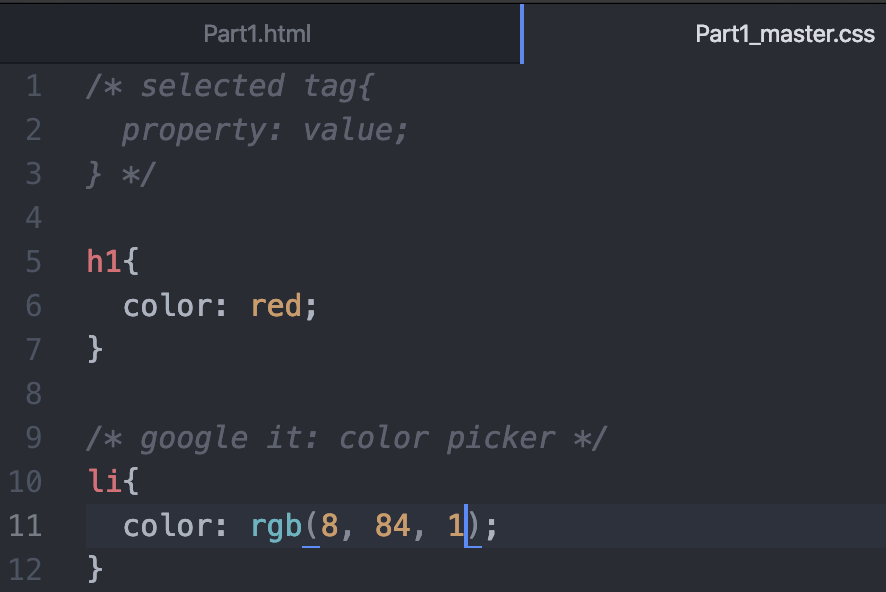 Part1.html
Part1_master.css
1 /* selected tag{
2   property: value;
3 } */
4
5 h1{
6   color: red;
7 }
8
9 /* google it: color picker */
10 li{
11   color: rgb(8, 84, 1);
12 }